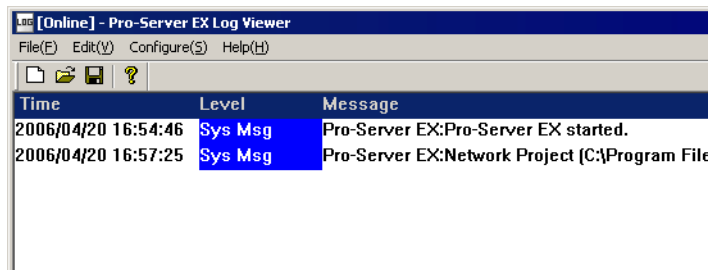 LOG [Online] - Pro-Server EX Log Viewer
File(F) Edit(V) Configure(S) Help(H)
Time Level Message
2006/04/20 16:54:46 Sys Msg Pro-Server EX:Pro-Server EX started.
2006/04/20 16:57:25 Sys Msg Pro-Server EX:Network Project (C:\Program File